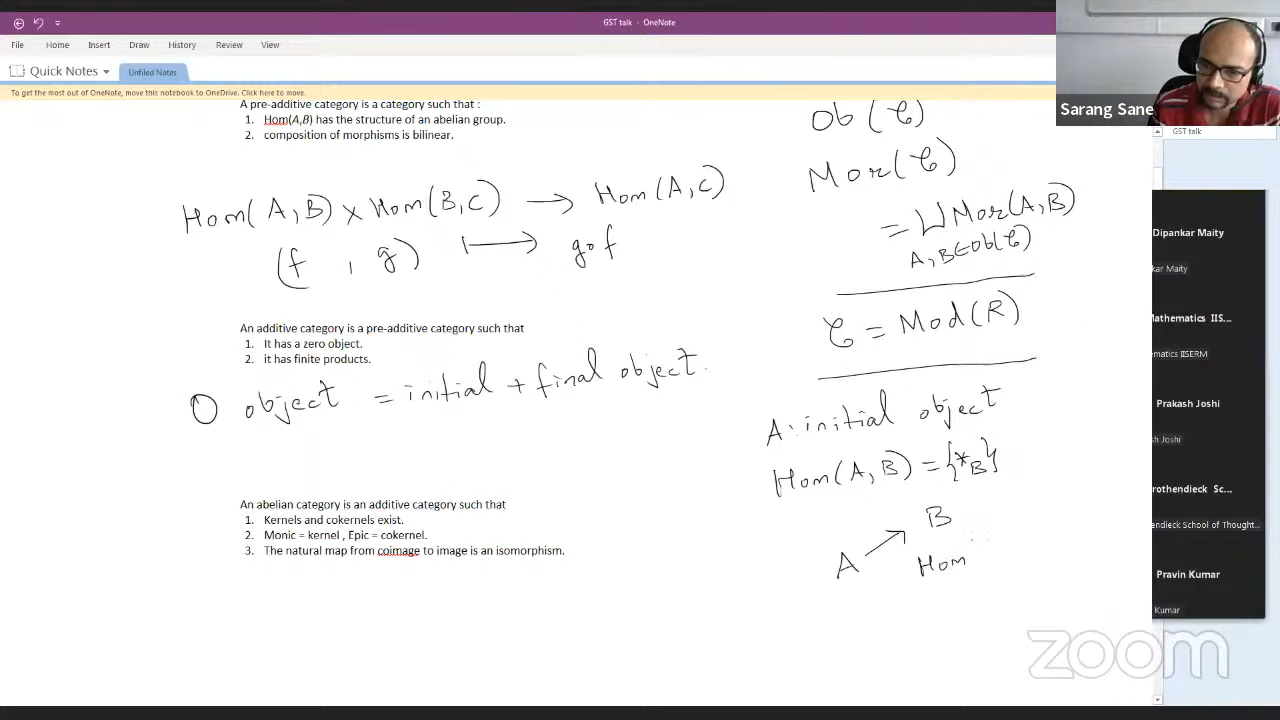 GST talk - OneNote
File Home Insert Draw History Review View
Quick Notes
Unfiled Notes
To get the most out of OneNote, move this notebook to OneDrive. Click here to move.
Sarang Sane
GST talk
A pre-additive category is a category such that :
1. Hom(A,B) has the structure of an abelian group.
2. composition of morphisms is bilinear.
Hom(A,B) × Hom(B,C) → Hom(A,C)
(f , g) ↦ g∘f
An additive category is a pre-additive category such that
1. It has a zero object.
2. it has finite products.
0 object = initial + final object.
An abelian category is an additive category such that
1. Kernels and cokernels exist.
2. Monic = kernel , Epic = cokernel.
3. The natural map from coimage to image is an isomorphism.
Ob(C)
Mor(C)
= ⊔ Mor(A,B)
A,B∈Ob(C)
C = Mod(R)
A: initial object
Hom(A,B) = {*B}
B
A
Hom
Dipankar Maity
kar Maity
Mathematics IIS...
ematics IISERM
Prakash Joshi
sh Joshi
rothendieck Sc...
endieck School of Thought...
Pravin Kumar
Kumar
zoom